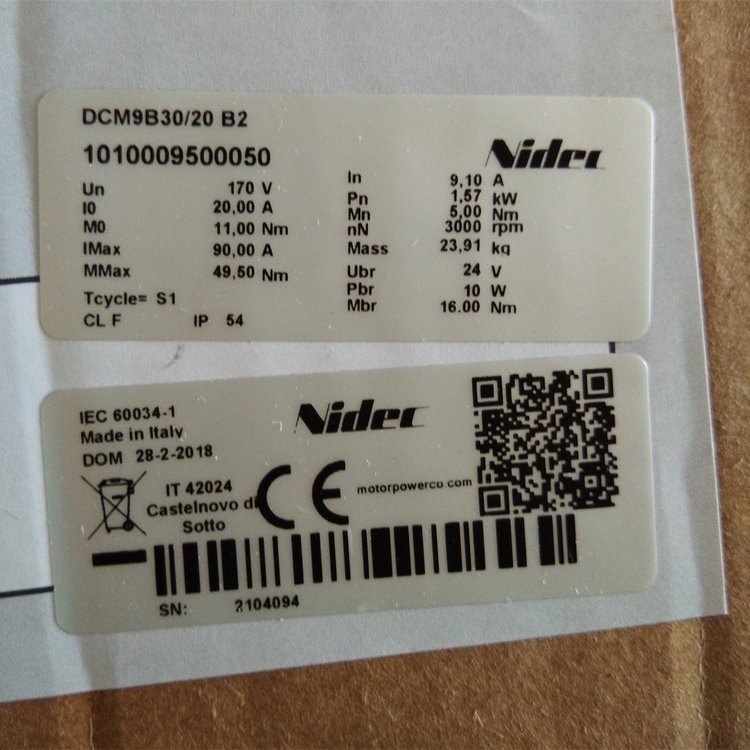 DCM9B30/20 B2
1010009500050
Nidec
Un 170 V
I0 20,00 A
M0 11,00 Nm
IMax 90,00 A
MMax 49,50 Nm
Tcycle= S1
CL F IP 54
In 9,10 A
Pn 1,57 kW
Mn 5,00 Nm
nN 3000 rpm
Mass 23,91 kg
Ubr 24 V
Pbr 10 W
Mbr 16.00 Nm
IEC 60034-1
Made in Italy
DOM 28-2-2018
Nidec
IT 42024
Castelnovo di
Sotto
CE
motorpowerco.com
SN: 2104094